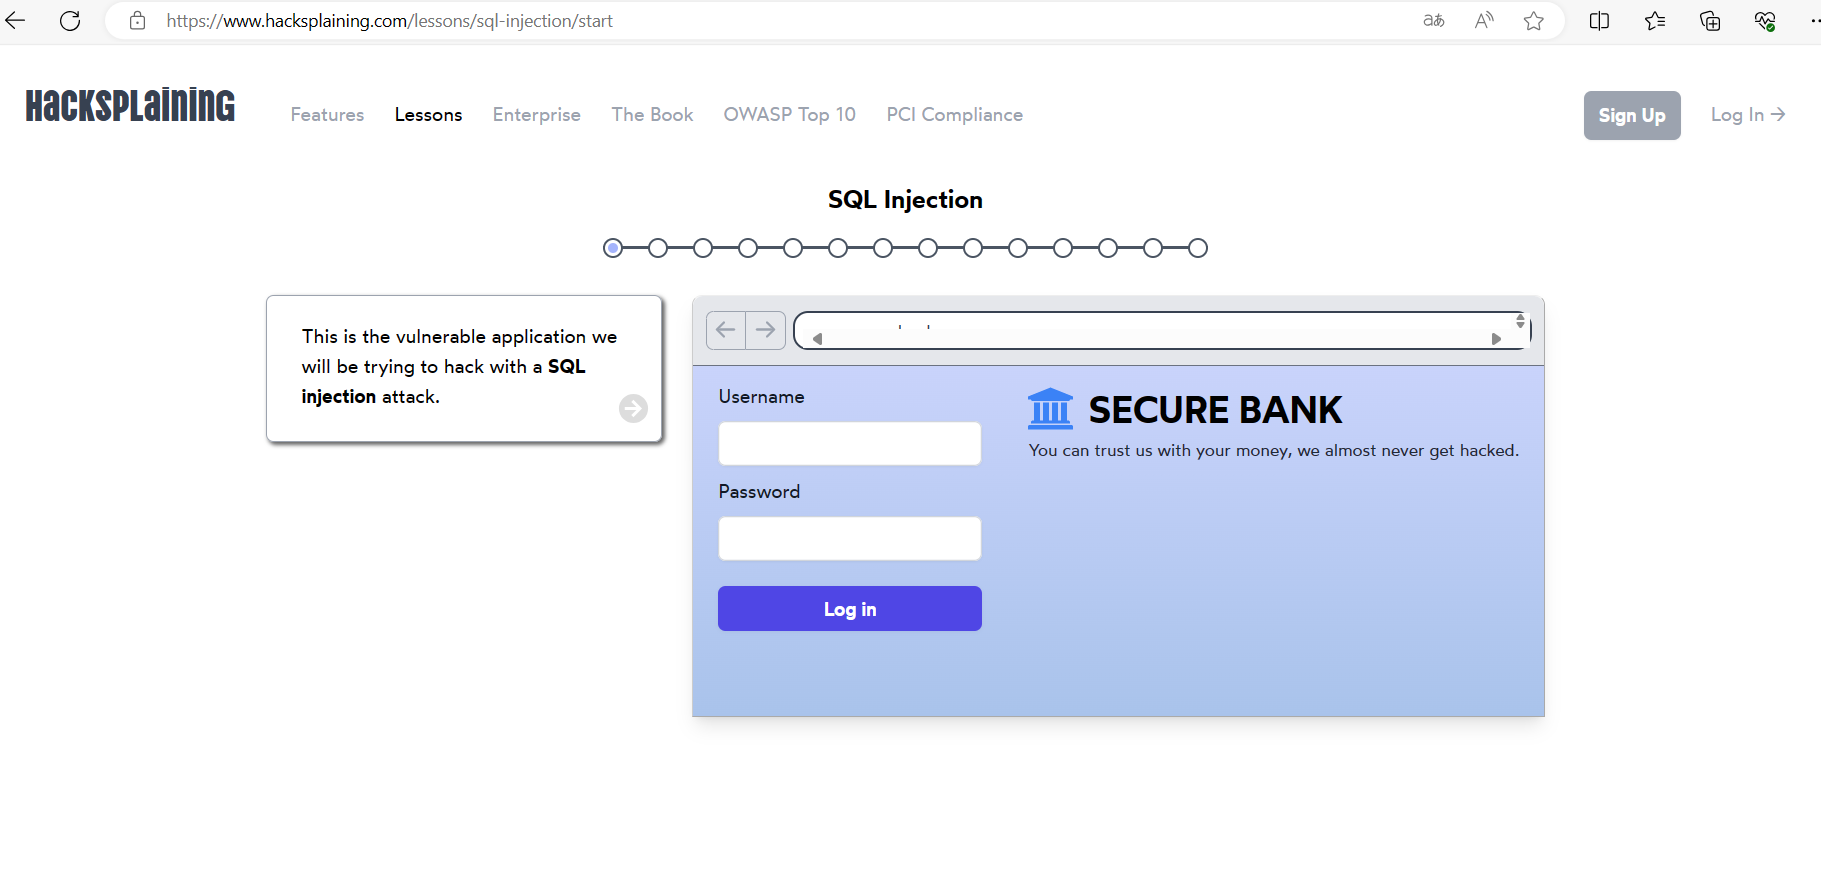 https://www.hacksplaining.com/lessons/sql-injection/start
HACKSPLAINING
Features Lessons Enterprise The Book OWASP Top 10 PCI Compliance Sign Up Log In →
SQL Injection
This is the vulnerable application we
will be trying to hack with a SQL
injection attack.
Username
SECURE BANK
You can trust us with your money, we almost never get hacked.
Password
Log in